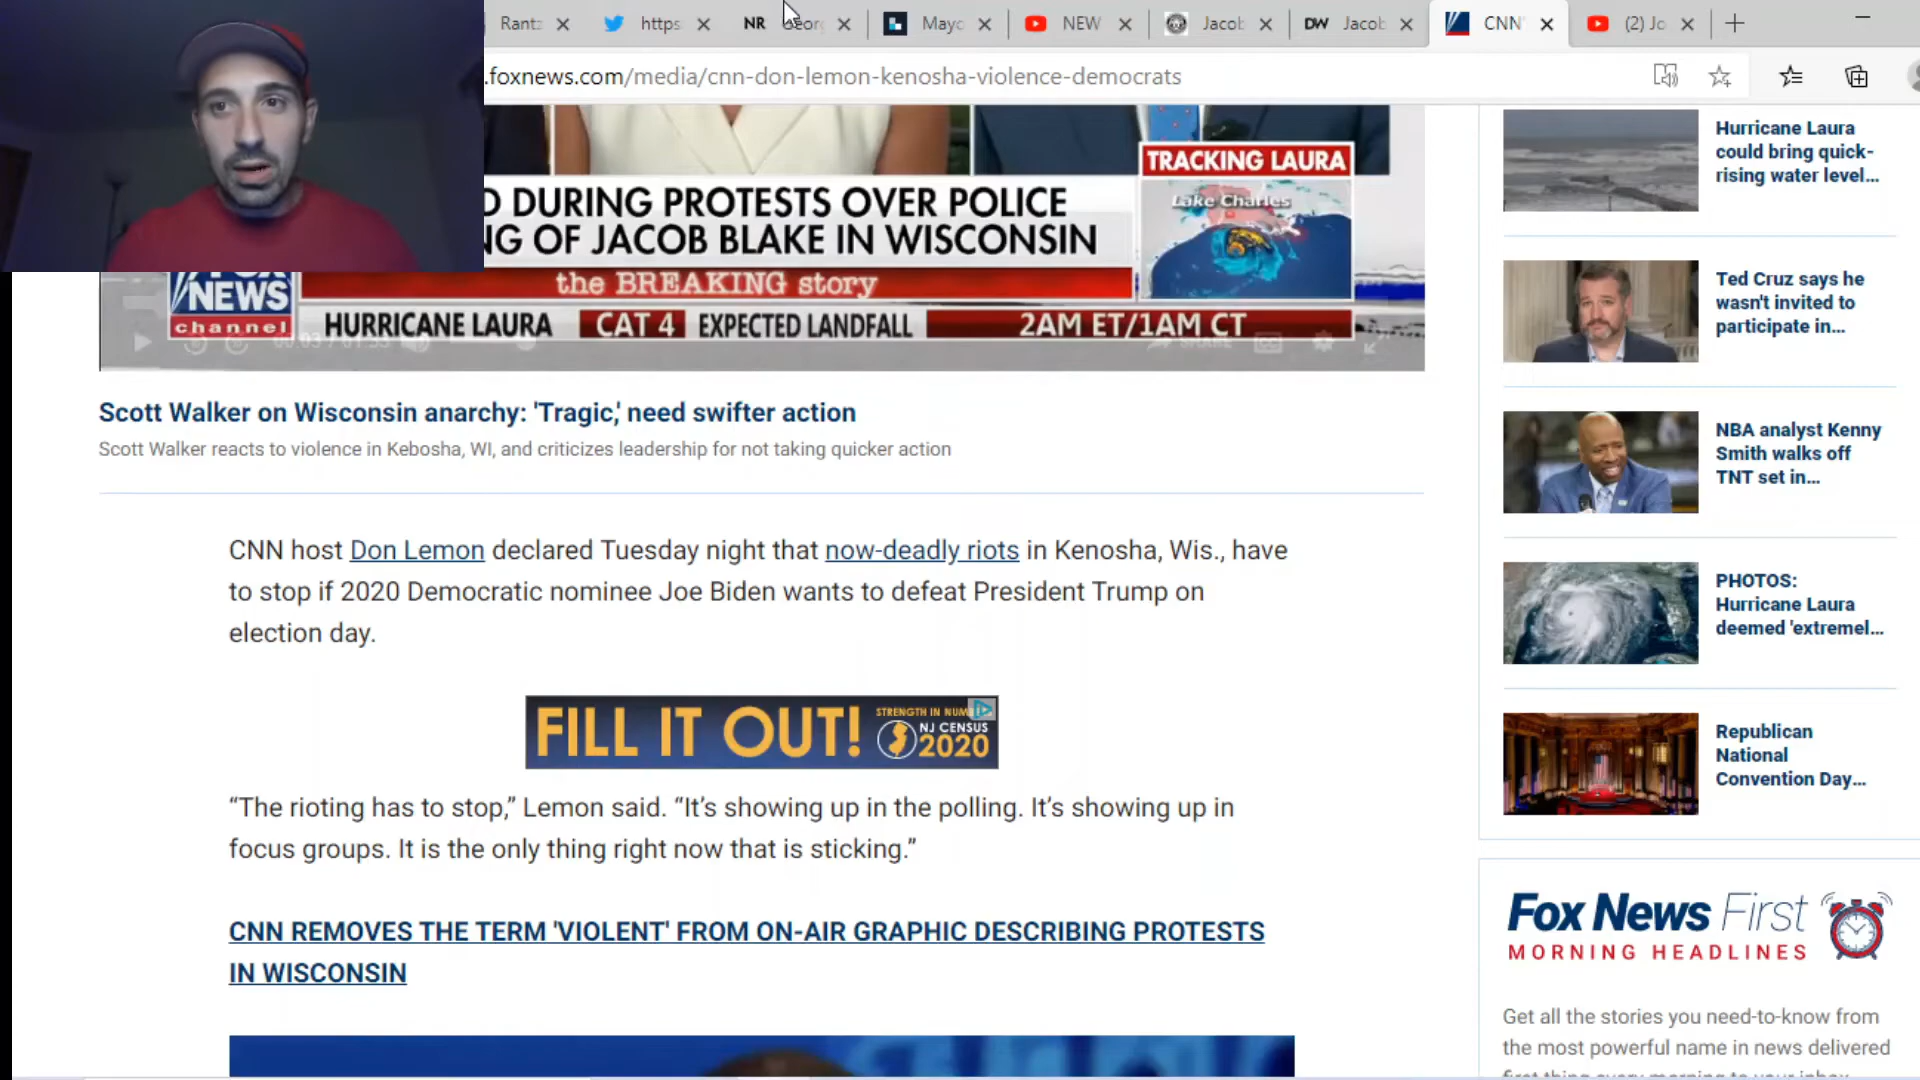 Rant
https
NR
Mayc
NEW
Jacob
DW
Jacob
CNN'
(2) Jo
.foxnews.com/media/cnn-don-lemon-kenosha-violence-democrats
TRACKING LAURA
Lake Charles
D DURING PROTESTS OVER POLICE
NG OF JACOB BLAKE IN WISCONSIN
the BREAKING story
FOX
NEWS
channel
HURRICANE LAURA CAT 4 EXPECTED LANDFALL 2AM ET/1AM CT
Scott Walker on Wisconsin anarchy: 'Tragic,' need swifter action
Scott Walker reacts to violence in Kebosha, WI, and criticizes leadership for not taking quicker action
CNN host Don Lemon declared Tuesday night that now-deadly riots in Kenosha, Wis., have
to stop if 2020 Democratic nominee Joe Biden wants to defeat President Trump on
election day.
FILL IT OUT!
STRENGTH IN NUM
NJ CENSUS
2020
“The rioting has to stop,” Lemon said. “It’s showing up in the polling. It’s showing up in
focus groups. It is the only thing right now that is sticking.”
CNN REMOVES THE TERM 'VIOLENT' FROM ON-AIR GRAPHIC DESCRIBING PROTESTS
IN WISCONSIN
Hurricane Laura
could bring quick-
rising water level...
Ted Cruz says he
wasn't invited to
participate in...
NBA analyst Kenny
Smith walks off
TNT set in...
PHOTOS:
Hurricane Laura
deemed 'extremel...
Republican
National
Convention Day...
Fox News First
MORNING HEADLINES
Get all the stories you need-to-know from
the most powerful name in news delivered